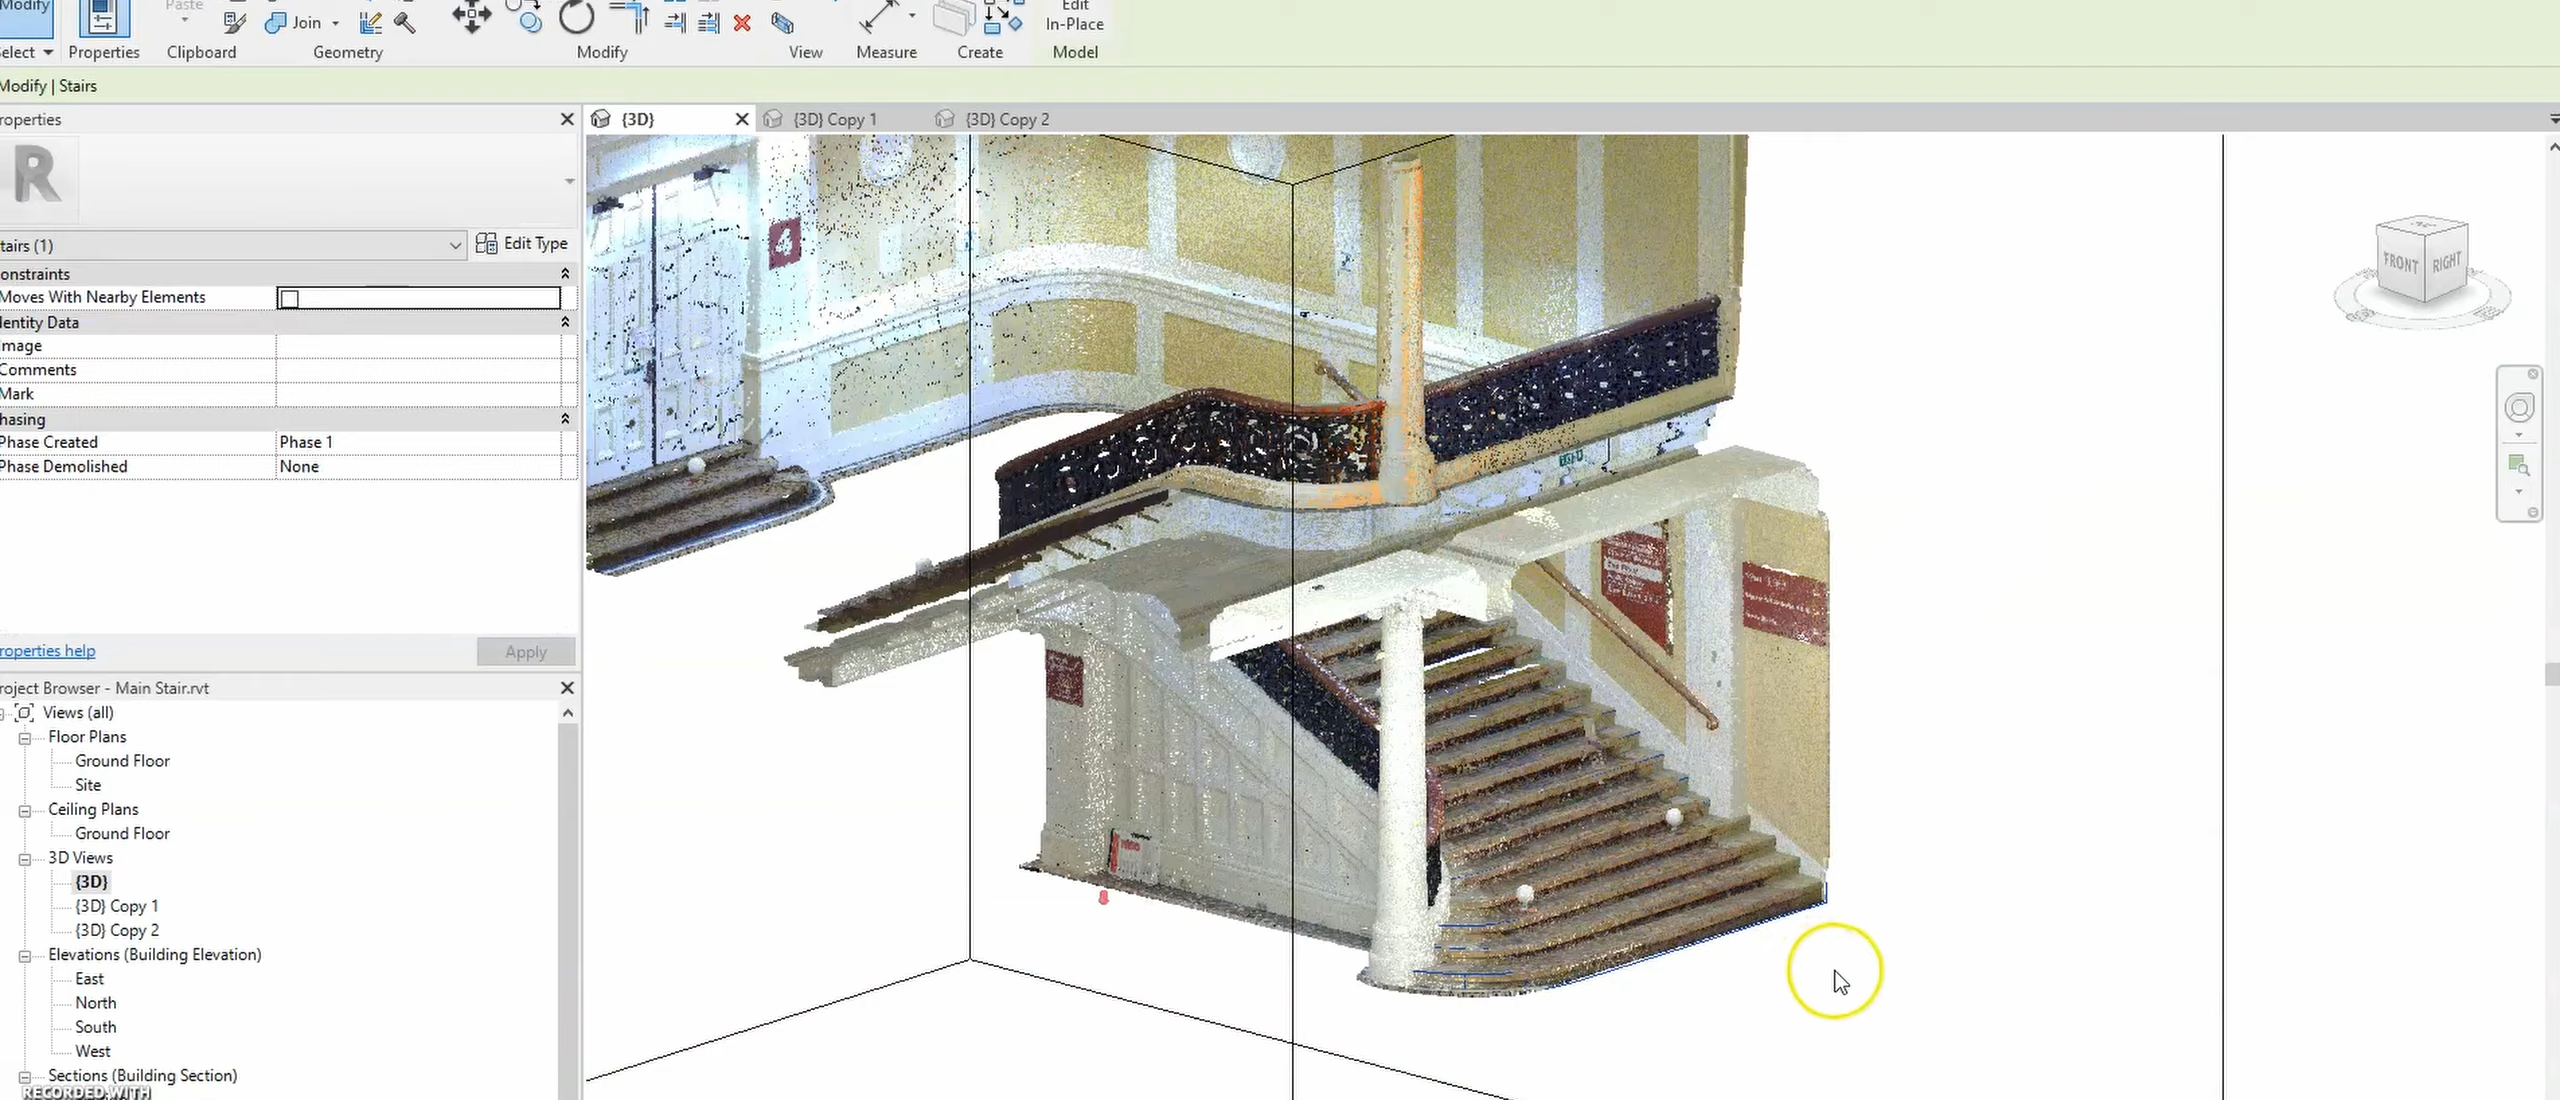 Modify
Paste
Join
Edit
In-Place
Select
Properties
Clipboard
Geometry
Modify
View
Measure
Create
Model
Modify | Stairs
roperties
{3D}
{3D} Copy 1
{3D} Copy 2
R
tairs (1)
Edit Type
onstraints
Moves With Nearby Elements
dentity Data
Image
Comments
Mark
hasing
Phase Created
Phase 1
Phase Demolished
None
roperties help
Apply
roject Browser - Main Stair.rvt
Views (all)
Floor Plans
Ground Floor
Site
Ceiling Plans
Ground Floor
3D Views
{3D}
{3D} Copy 1
{3D} Copy 2
Elevations (Building Elevation)
East
North
South
West
Sections (Building Section)
RECORDED WITH
4
FRONT
RIGHT